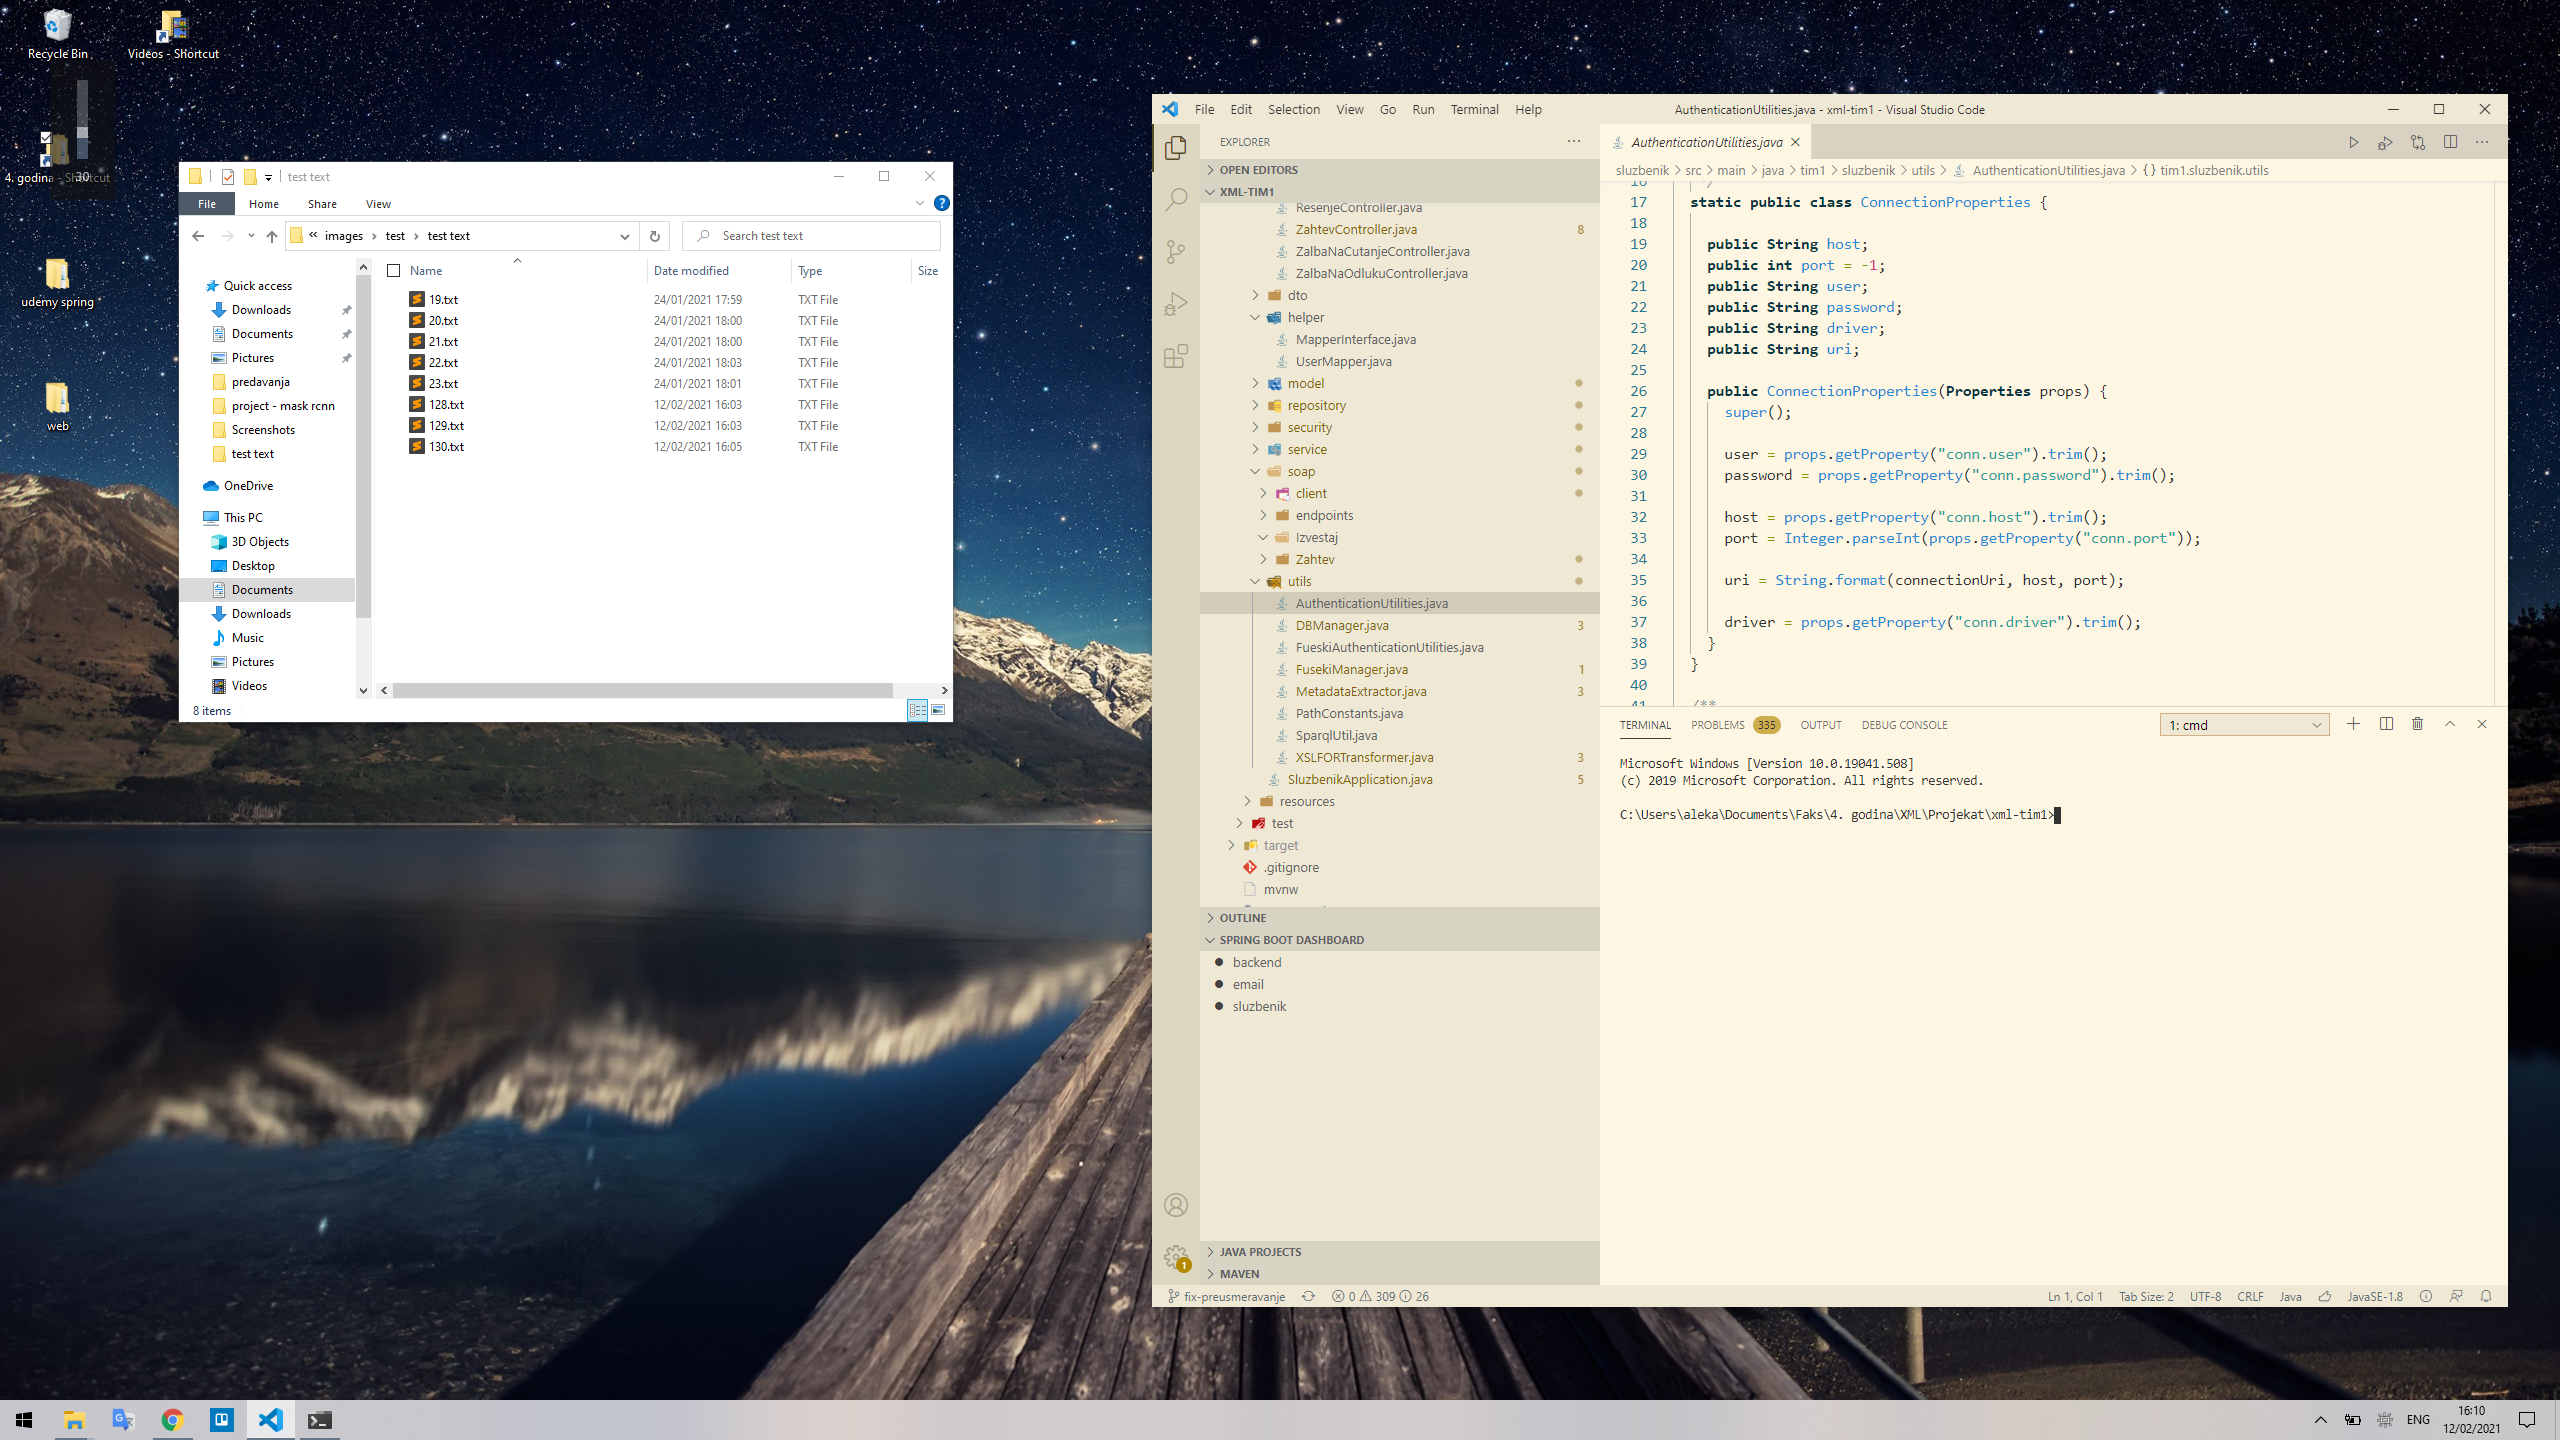 Recycle Bin
Videos - Shortcut
4. godina - Shortcut
30
udemy spring
web
test text
File
Home
Share
View
images
test
test text
Search test text
Name
Date modified
Type
Size
19.txt 24/01/2021 17:59 TXT File
20.txt 24/01/2021 18:00 TXT File
21.txt 24/01/2021 18:00 TXT File
22.txt 24/01/2021 18:03 TXT File
23.txt 24/01/2021 18:01 TXT File
128.txt 12/02/2021 16:03 TXT File
129.txt 12/02/2021 16:03 TXT File
130.txt 12/02/2021 16:05 TXT File
Quick access
Downloads
Documents
Pictures
predavanja
project - mask rcnn
Screenshots
test text
OneDrive
This PC
3D Objects
Desktop
Documents
Downloads
Music
Pictures
Videos
8 items
File Edit Selection View Go Run Terminal Help
AuthenticationUtilities.java - xml-tim1 - Visual Studio Code
EXPLORER
OPEN EDITORS
XML-TIM1
ResenjeController.java
ZahtevController.java 8
ZalbaNaCutanjeController.java
ZalbaNaOdlukuController.java
dto
helper
MapperInterface.java
UserMapper.java
model
repository
security
service
soap
client
endpoints
Izvestaj
Zahtev
utils
AuthenticationUtilities.java
DBManager.java 3
FueskiAuthenticationUtilities.java
FusekiManager.java 1
MetadataExtractor.java 3
PathConstants.java
SparqlUtil.java
XSLFORTransformer.java 3
SluzbenikApplication.java 5
resources
test
target
.gitignore
mvnw
OUTLINE
SPRING BOOT DASHBOARD
backend
email
sluzbenik
JAVA PROJECTS
MAVEN
AuthenticationUtilities.java
sluzbenik > src > main > java > tim1 > sluzbenik > utils > AuthenticationUtilities.java > {} tim1.sluzbenik.utils
16 */
17 static public class ConnectionProperties {
18
19 public String host;
20 public int port = -1;
21 public String user;
22 public String password;
23 public String driver;
24 public String uri;
25
26 public ConnectionProperties(Properties props) {
27 super();
28
29 user = props.getProperty("conn.user").trim();
30 password = props.getProperty("conn.password").trim();
31
32 host = props.getProperty("conn.host").trim();
33 port = Integer.parseInt(props.getProperty("conn.port"));
34
35 uri = String.format(connectionUri, host, port);
36
37 driver = props.getProperty("conn.driver").trim();
38 }
39 }
40
41 /**
TERMINAL PROBLEMS 335 OUTPUT DEBUG CONSOLE
1: cmd
Microsoft Windows [Version 10.0.19041.508]
(c) 2019 Microsoft Corporation. All rights reserved.
C:\Users\aleka\Documents\Faks\4. godina\XML\Projekat\xml-tim1>
1
fix-preusmeravanje 0 309 26
Ln 1, Col 1 Tab Size: 2 UTF-8 CRLF Java JavaSE-1.8
ENG
16:10
12/02/2021